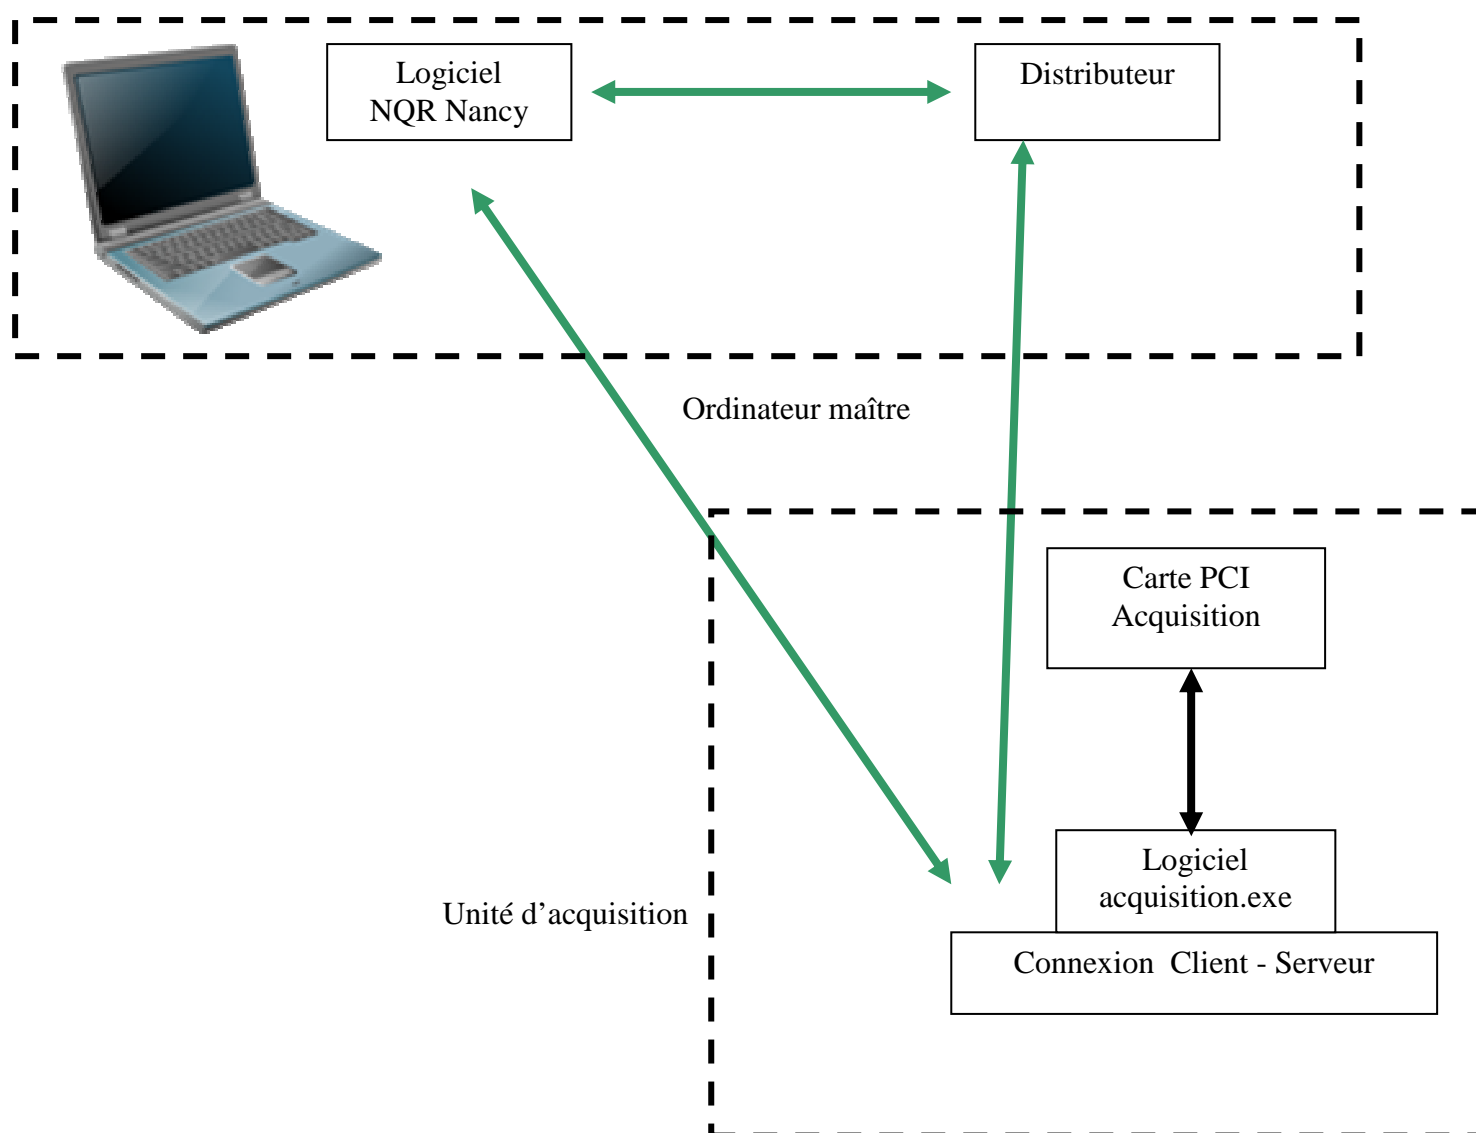 Logiciel
NQR Nancy
Distributeur
Ordinateur maître
Carte PCI
Acquisition
Logiciel
acquisition.exe
Unité d’acquisition
Connexion Client - Serveur